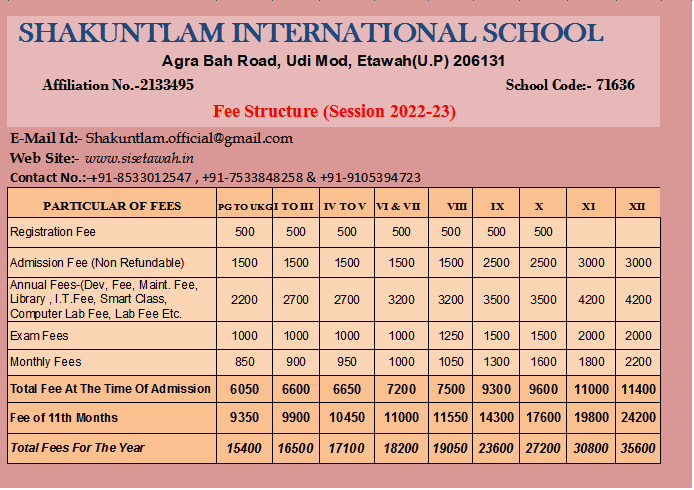 SHAKUNTLAM INTERNATIONAL SCHOOL
Agra Bah Road, Udi Mod, Etawah(U.P) 206131
Affiliation No.-2133495 School Code:- 71636
Fee Structure (Session 2022-23)
E-Mail Id:- Shakuntlam.official@gmail.com
Web Site:- www.sisetawah.in
Contact No.:-+91-8533012547 , +91-7533848258 & +91-9105394723
PARTICULAR OF FEES PG TO UKG I TO III IV TO V VI & VII VIII IX X XI XII
Registration Fee 500 500 500 500 500 500 500
Admission Fee (Non Refundable) 1500 1500 1500 1500 1500 2500 2500 3000 3000
Annual Fees-(Dev, Fee, Maint. Fee,
Library , I.T.Fee, Smart Class, 2200 2700 2700 3200 3200 3500 3500 4200 4200
Computer Lab Fee, Lab Fee Etc.
Exam Fees 1000 1000 1000 1000 1250 1500 1500 2000 2000
Monthly Fees 850 900 950 1000 1050 1300 1600 1800 2200
Total Fee At The Time Of Admission 6050 6600 6650 7200 7500 9300 9600 11000 11400
Fee of 11th Months 9350 9900 10450 11000 11550 14300 17600 19800 24200
Total Fees For The Year 15400 16500 17100 18200 19050 23600 27200 30800 35600